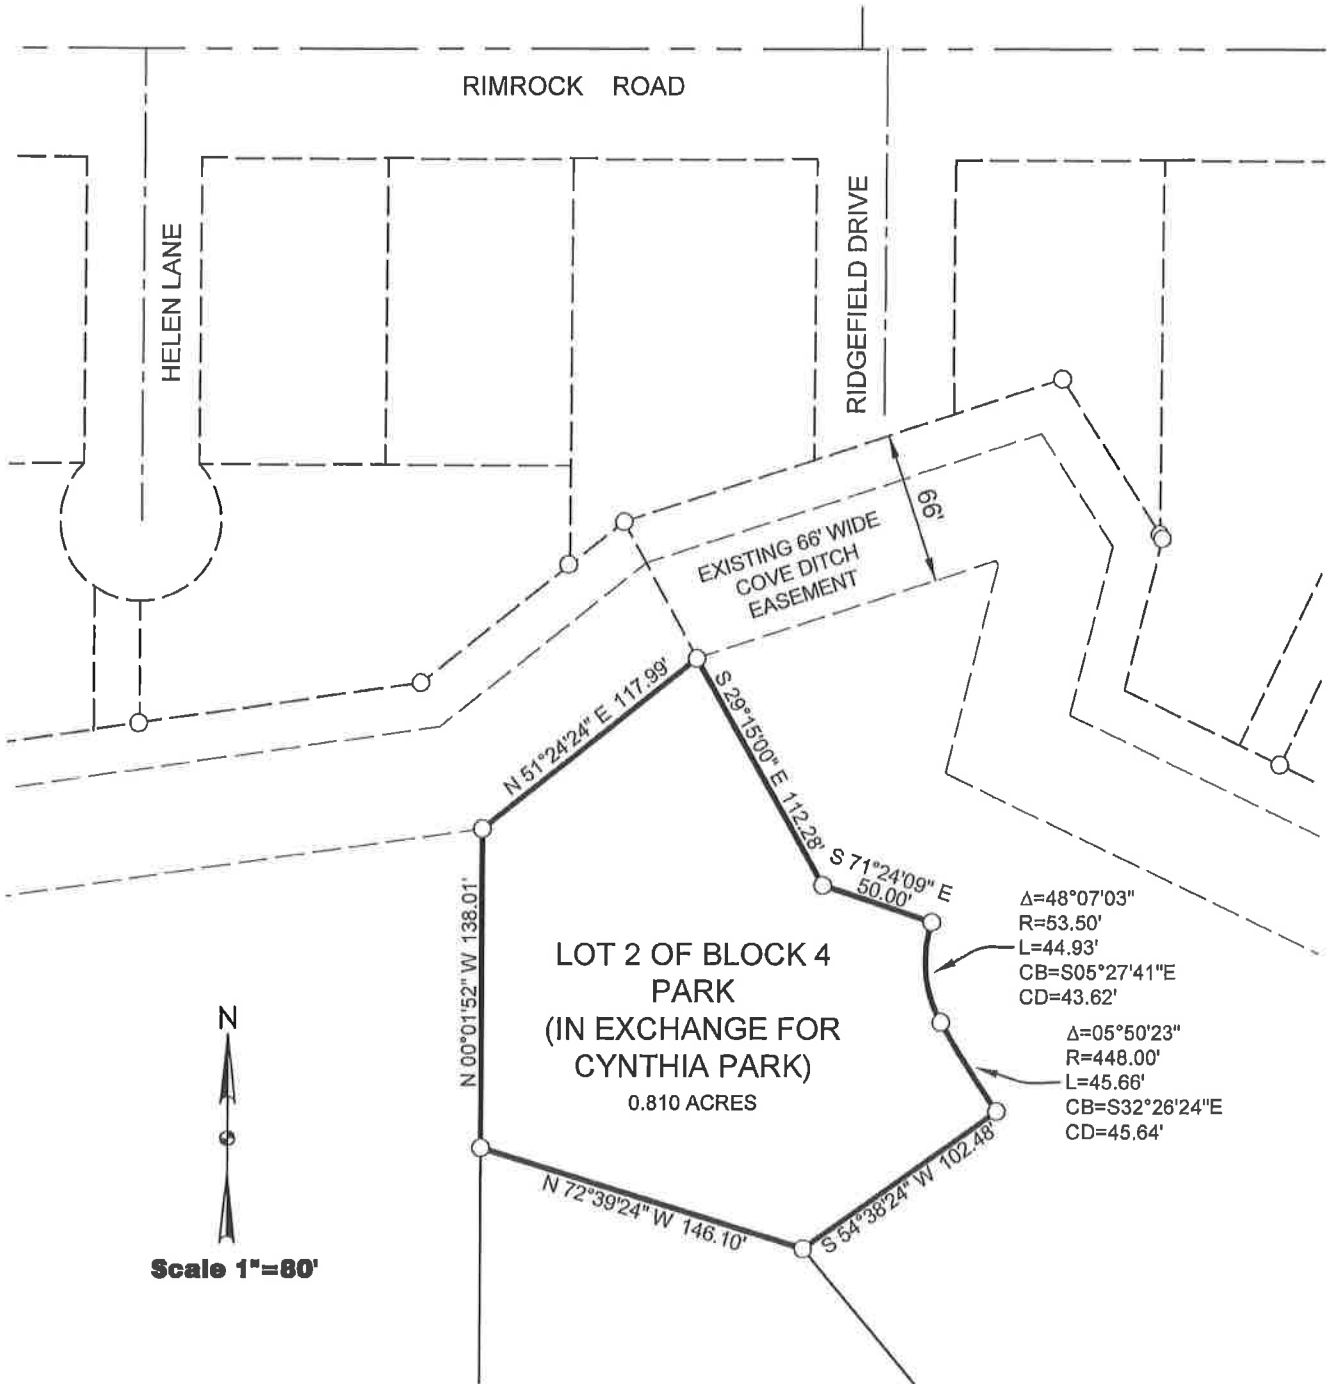 RIMROCK ROAD
HELEN LANE
RIDGEFIELD DRIVE
66'
EXISTING 66' WIDE
COVE DITCH
EASEMENT
N 51°24'24" E 117.99'
S 29°15'00" E 112.28'
S 71°24'09" E
50.00'
Δ=48°07'03"
R=53.50'
L=44.93'
CB=S05°27'41"E
CD=43.62'
N 00°01'52" W 138.01'
LOT 2 OF BLOCK 4
PARK
(IN EXCHANGE FOR
CYNTHIA PARK)
0.810 ACRES
Δ=05°50'23"
R=448.00'
L=45.66'
CB=S32°26'24"E
CD=45.64'
N
N 72°39'24" W 146.10'
S 54°38'24" W 102.48'
Scale 1"=80'